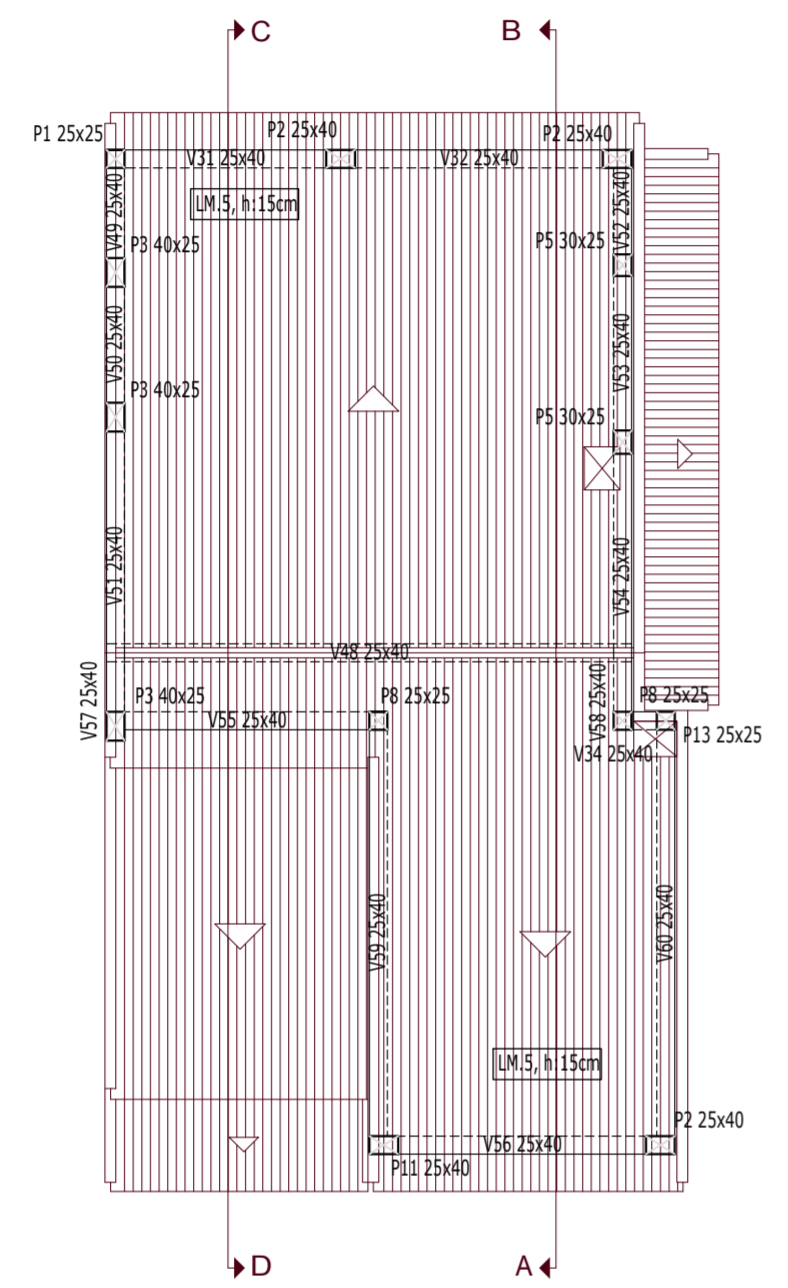 C
B
P1 25x25
P2 25x40
P2 25x40
V31 25x40
V32 25x40
LM.5, h:15cm
V49 25x40
V52 25x40
P3 40x25
P5 30x25
V50 25x40
V53 25x40
P3 40x25
P5 30x25
V51 25x40
V54 25x40
V48 25x40
V57 25x40
P3 40x25
P8 25x25
V58 25x40
P8 25x25
V55 25x40
P13 25x25
V34 25x40
V59 25x40
V60 25x40
LM.5, h:15cm
P2 25x40
V56 25x40
P11 25x40
D
A